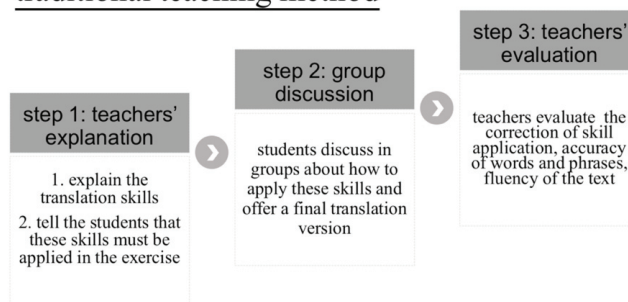 traditional teaching method
step 1: teachers'
explanation
1. explain the
translation skills
2. tell the students that
these skills must be
applied in the exercise
step 2: group
discussion
students discuss in
groups about how to
apply these skills and
offer a final translation
version
step 3: teachers'
evaluation
teachers evaluate the
correction of skill
application, accuracy
of words and phrases,
fluency of the text